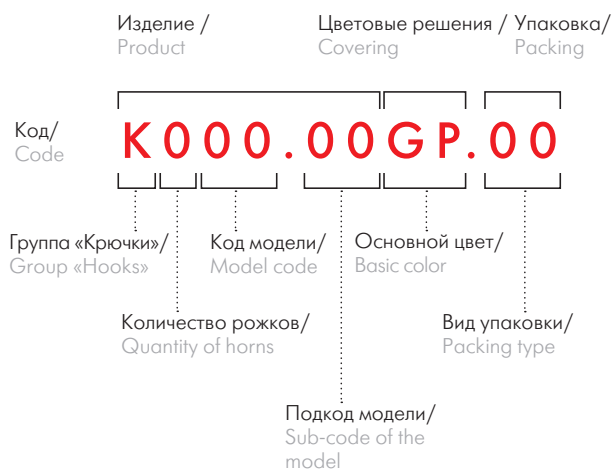 Изделие /
Product
Цветовые решения /
Covering
Упаковка/
Packing
Код/
Code
K000.00GP.00
Группа «Крючки»/
Group «Hooks»
Код модели/
Model code
Основной цвет/
Basic color
Количество рожков/
Quantity of horns
Вид упаковки/
Packing type
Подкод модели/
Sub-code of the
model